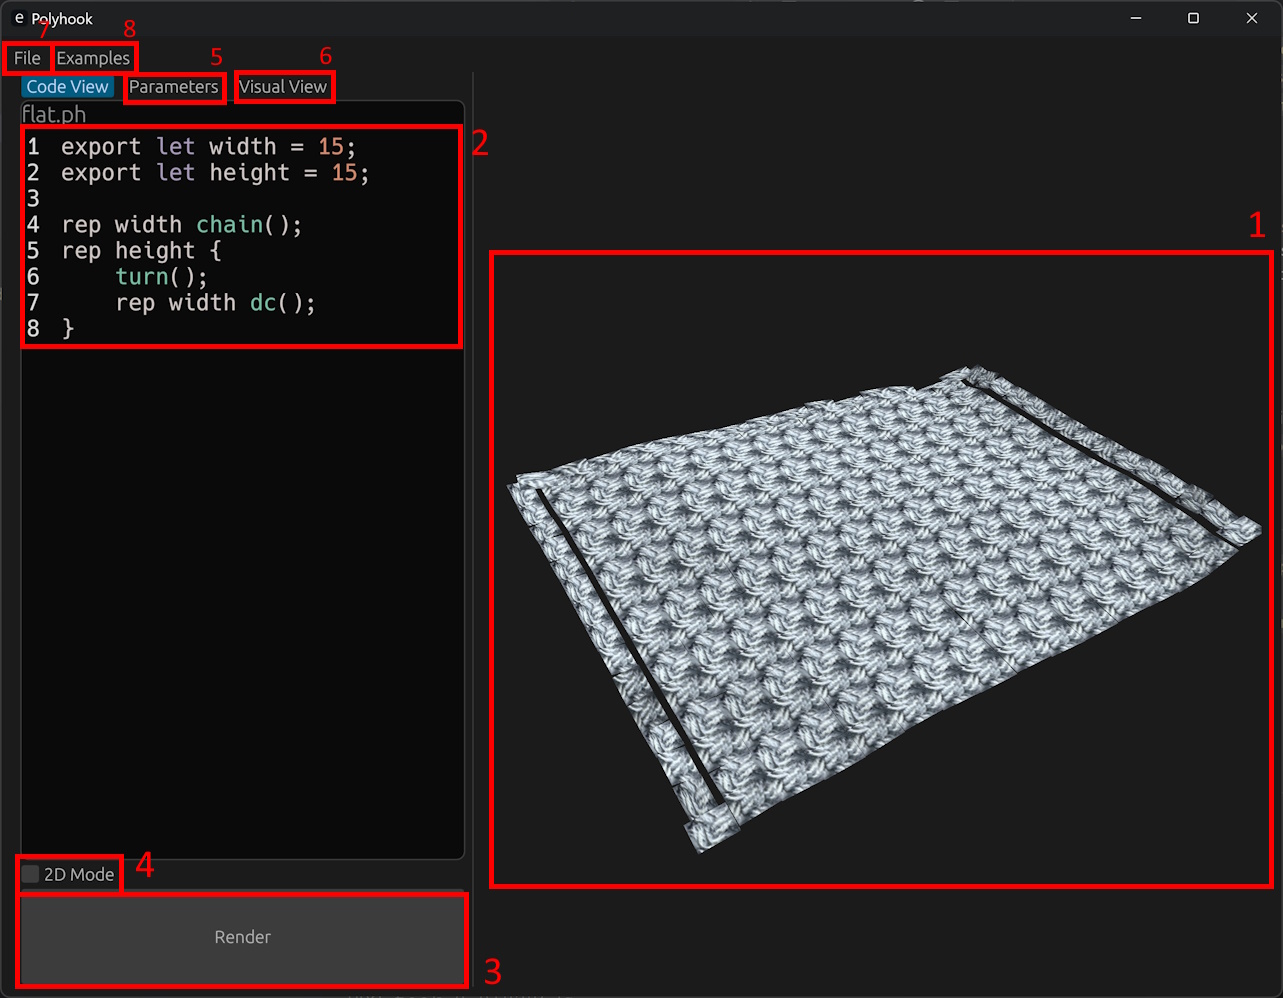 e Polyhook
7
8
File Examples
5
6
Code View Parameters Visual View
flat.ph
2
1 export let width = 15;
2 export let height = 15;
3
4 rep width chain();
5 rep height {
6     turn();
7     rep width dc();
8 }
1
2D Mode
4
Render
3